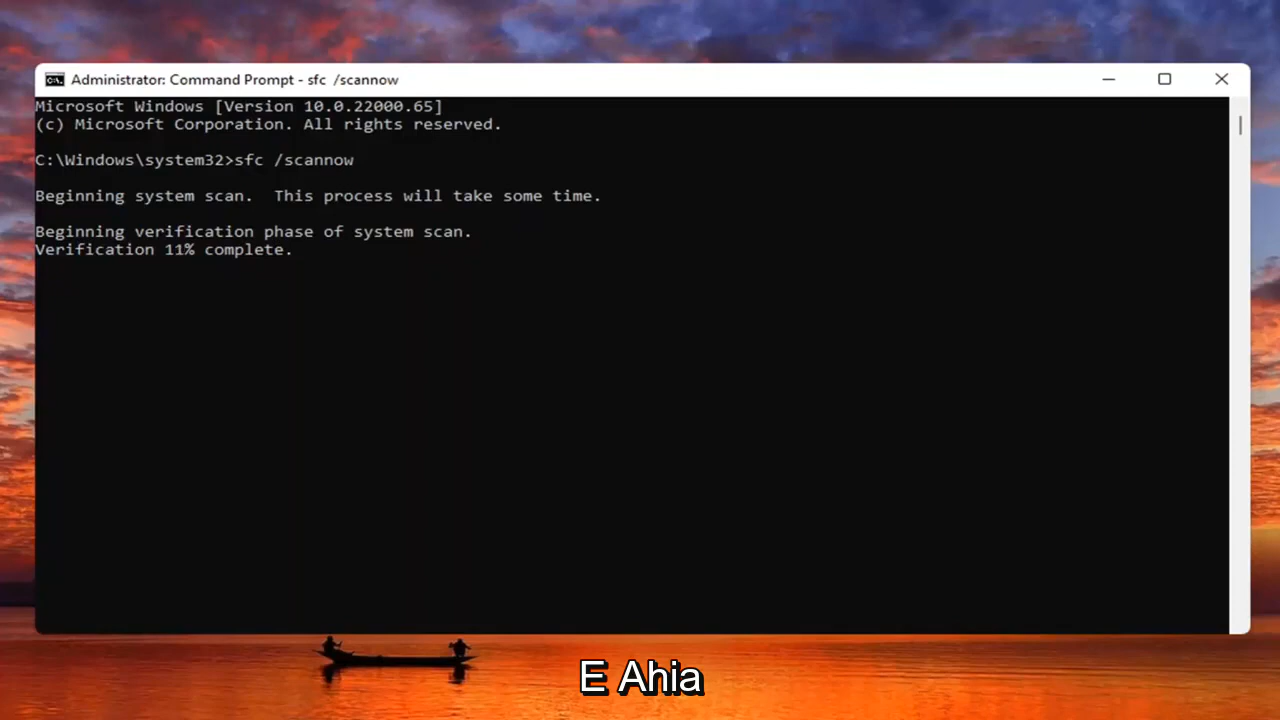 Administrator: Command Prompt - sfc  /scannow
Microsoft Windows [Version 10.0.22000.65]
(c) Microsoft Corporation. All rights reserved.
C:\Windows\system32>sfc /scannow
Beginning system scan.  This process will take some time.
Beginning verification phase of system scan.
Verification 11% complete.
E Ahia